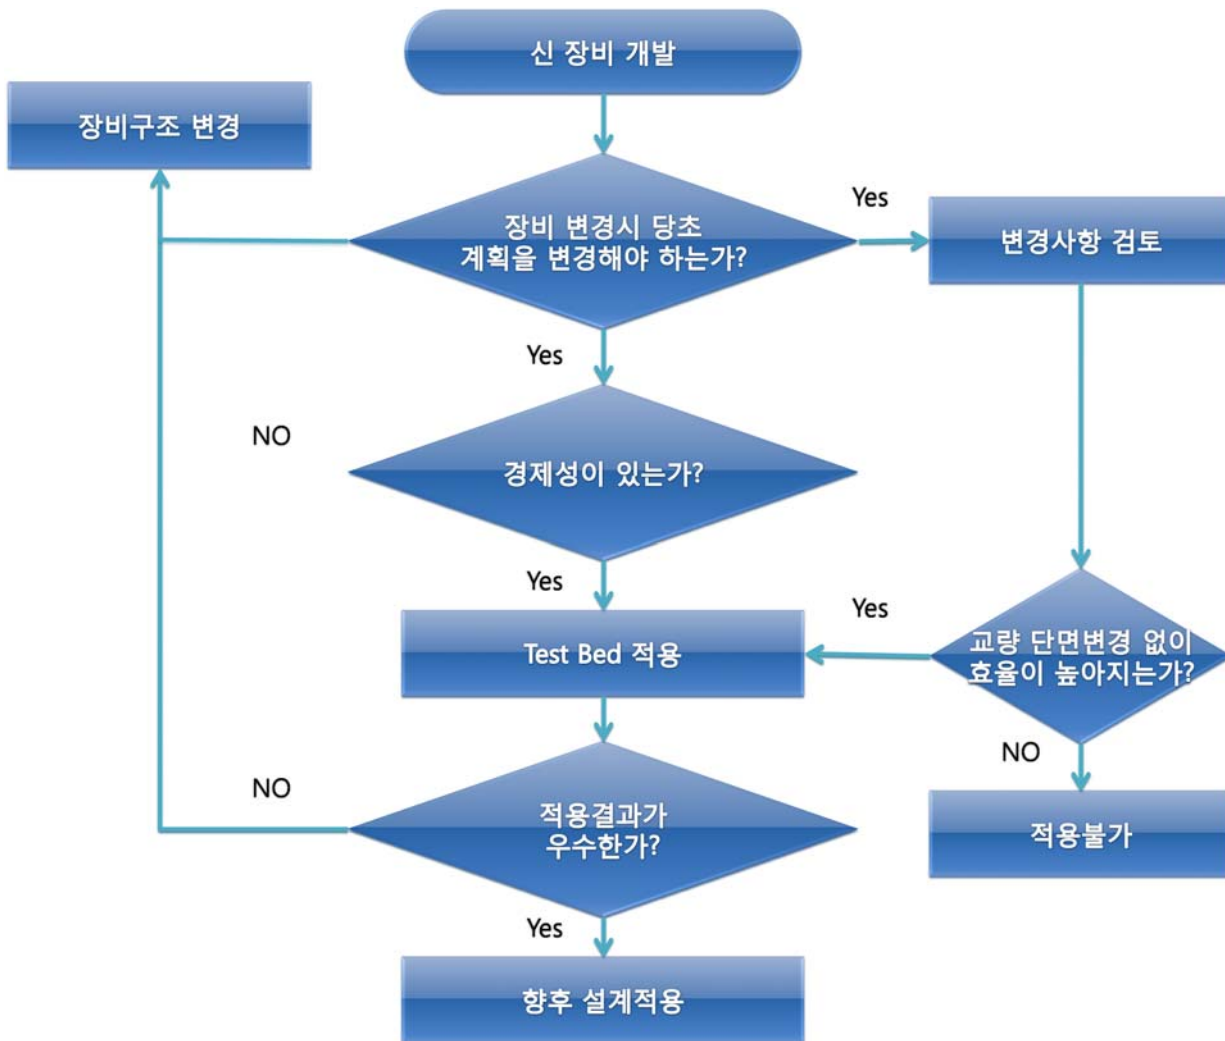 신 장비 개발
장비구조 변경
장비 변경시 당초
계획을 변경해야 하는가?
Yes
변경사항 검토
Yes
NO
경제성이 있는가?
Yes
Test Bed 적용
Yes
교량 단면변경 없이
효율이 높아지는가?
NO
적용불가
NO
적용결과가
우수한가?
Yes
향후 설계적용